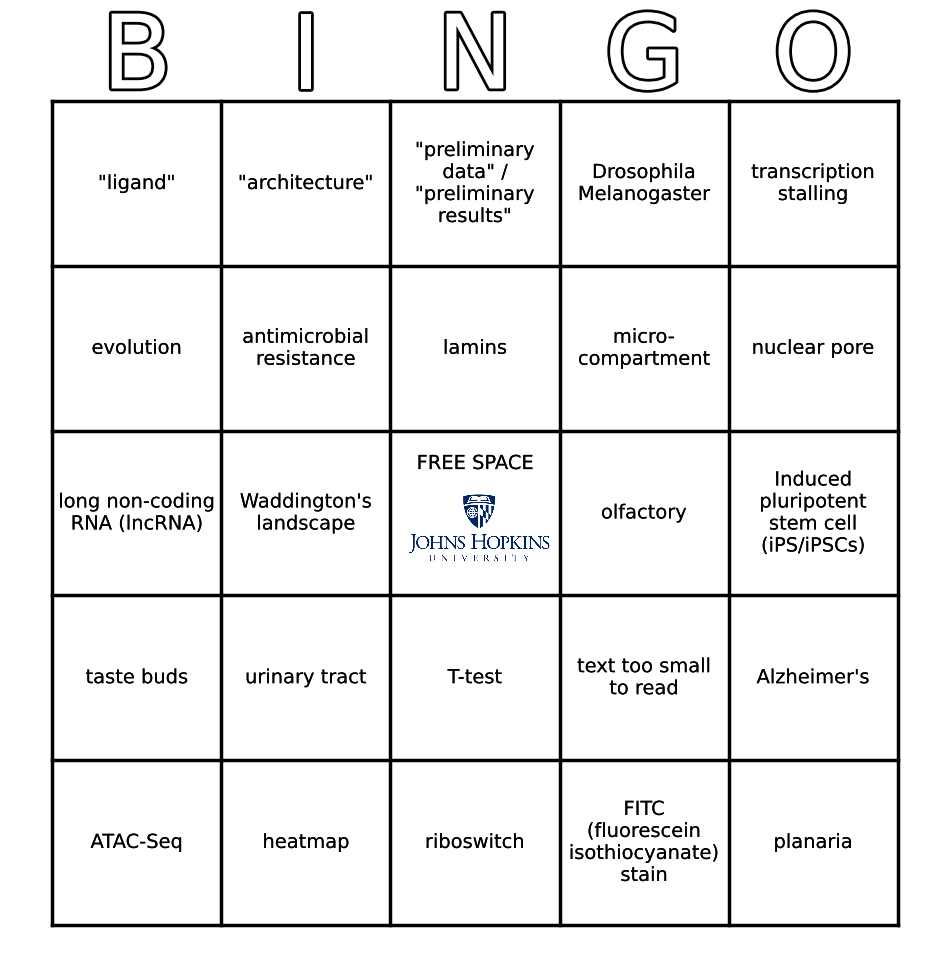 B I N G O
"ligand"
"architecture"
"preliminary
data" /
"preliminary
results"
Drosophila
Melanogaster
transcription
stalling
evolution
antimicrobial
resistance
lamins
micro-
compartment
nuclear pore
long non-coding
RNA (lncRNA)
Waddington's
landscape
FREE SPACE
JOHNS HOPKINS
UNIVERSITY
olfactory
Induced
pluripotent
stem cell
(iPS/iPSCs)
taste buds
urinary tract
T-test
text too small
to read
Alzheimer's
ATAC-Seq
heatmap
riboswitch
FITC
(fluorescein
isothiocyanate)
stain
planaria